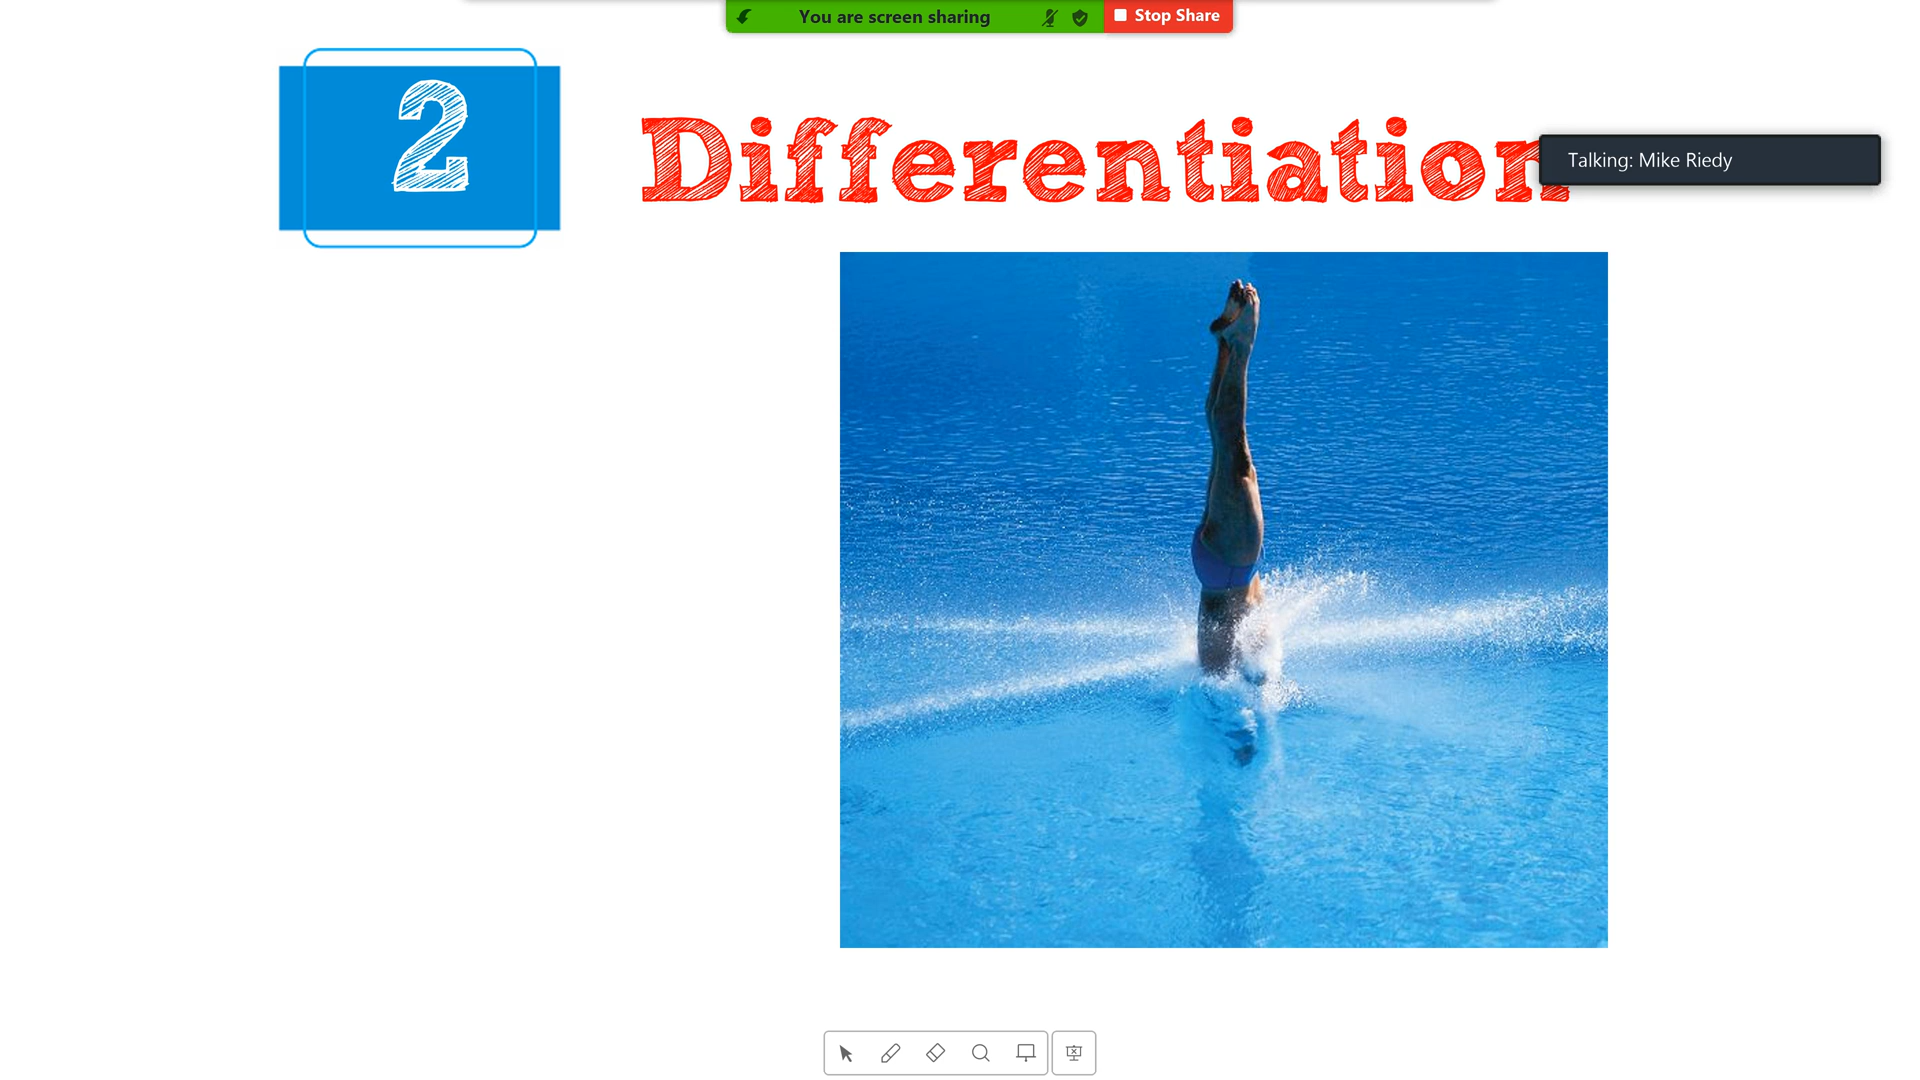 You are screen sharing
Stop Share
2
Differentiation
Talking: Mike Riedy